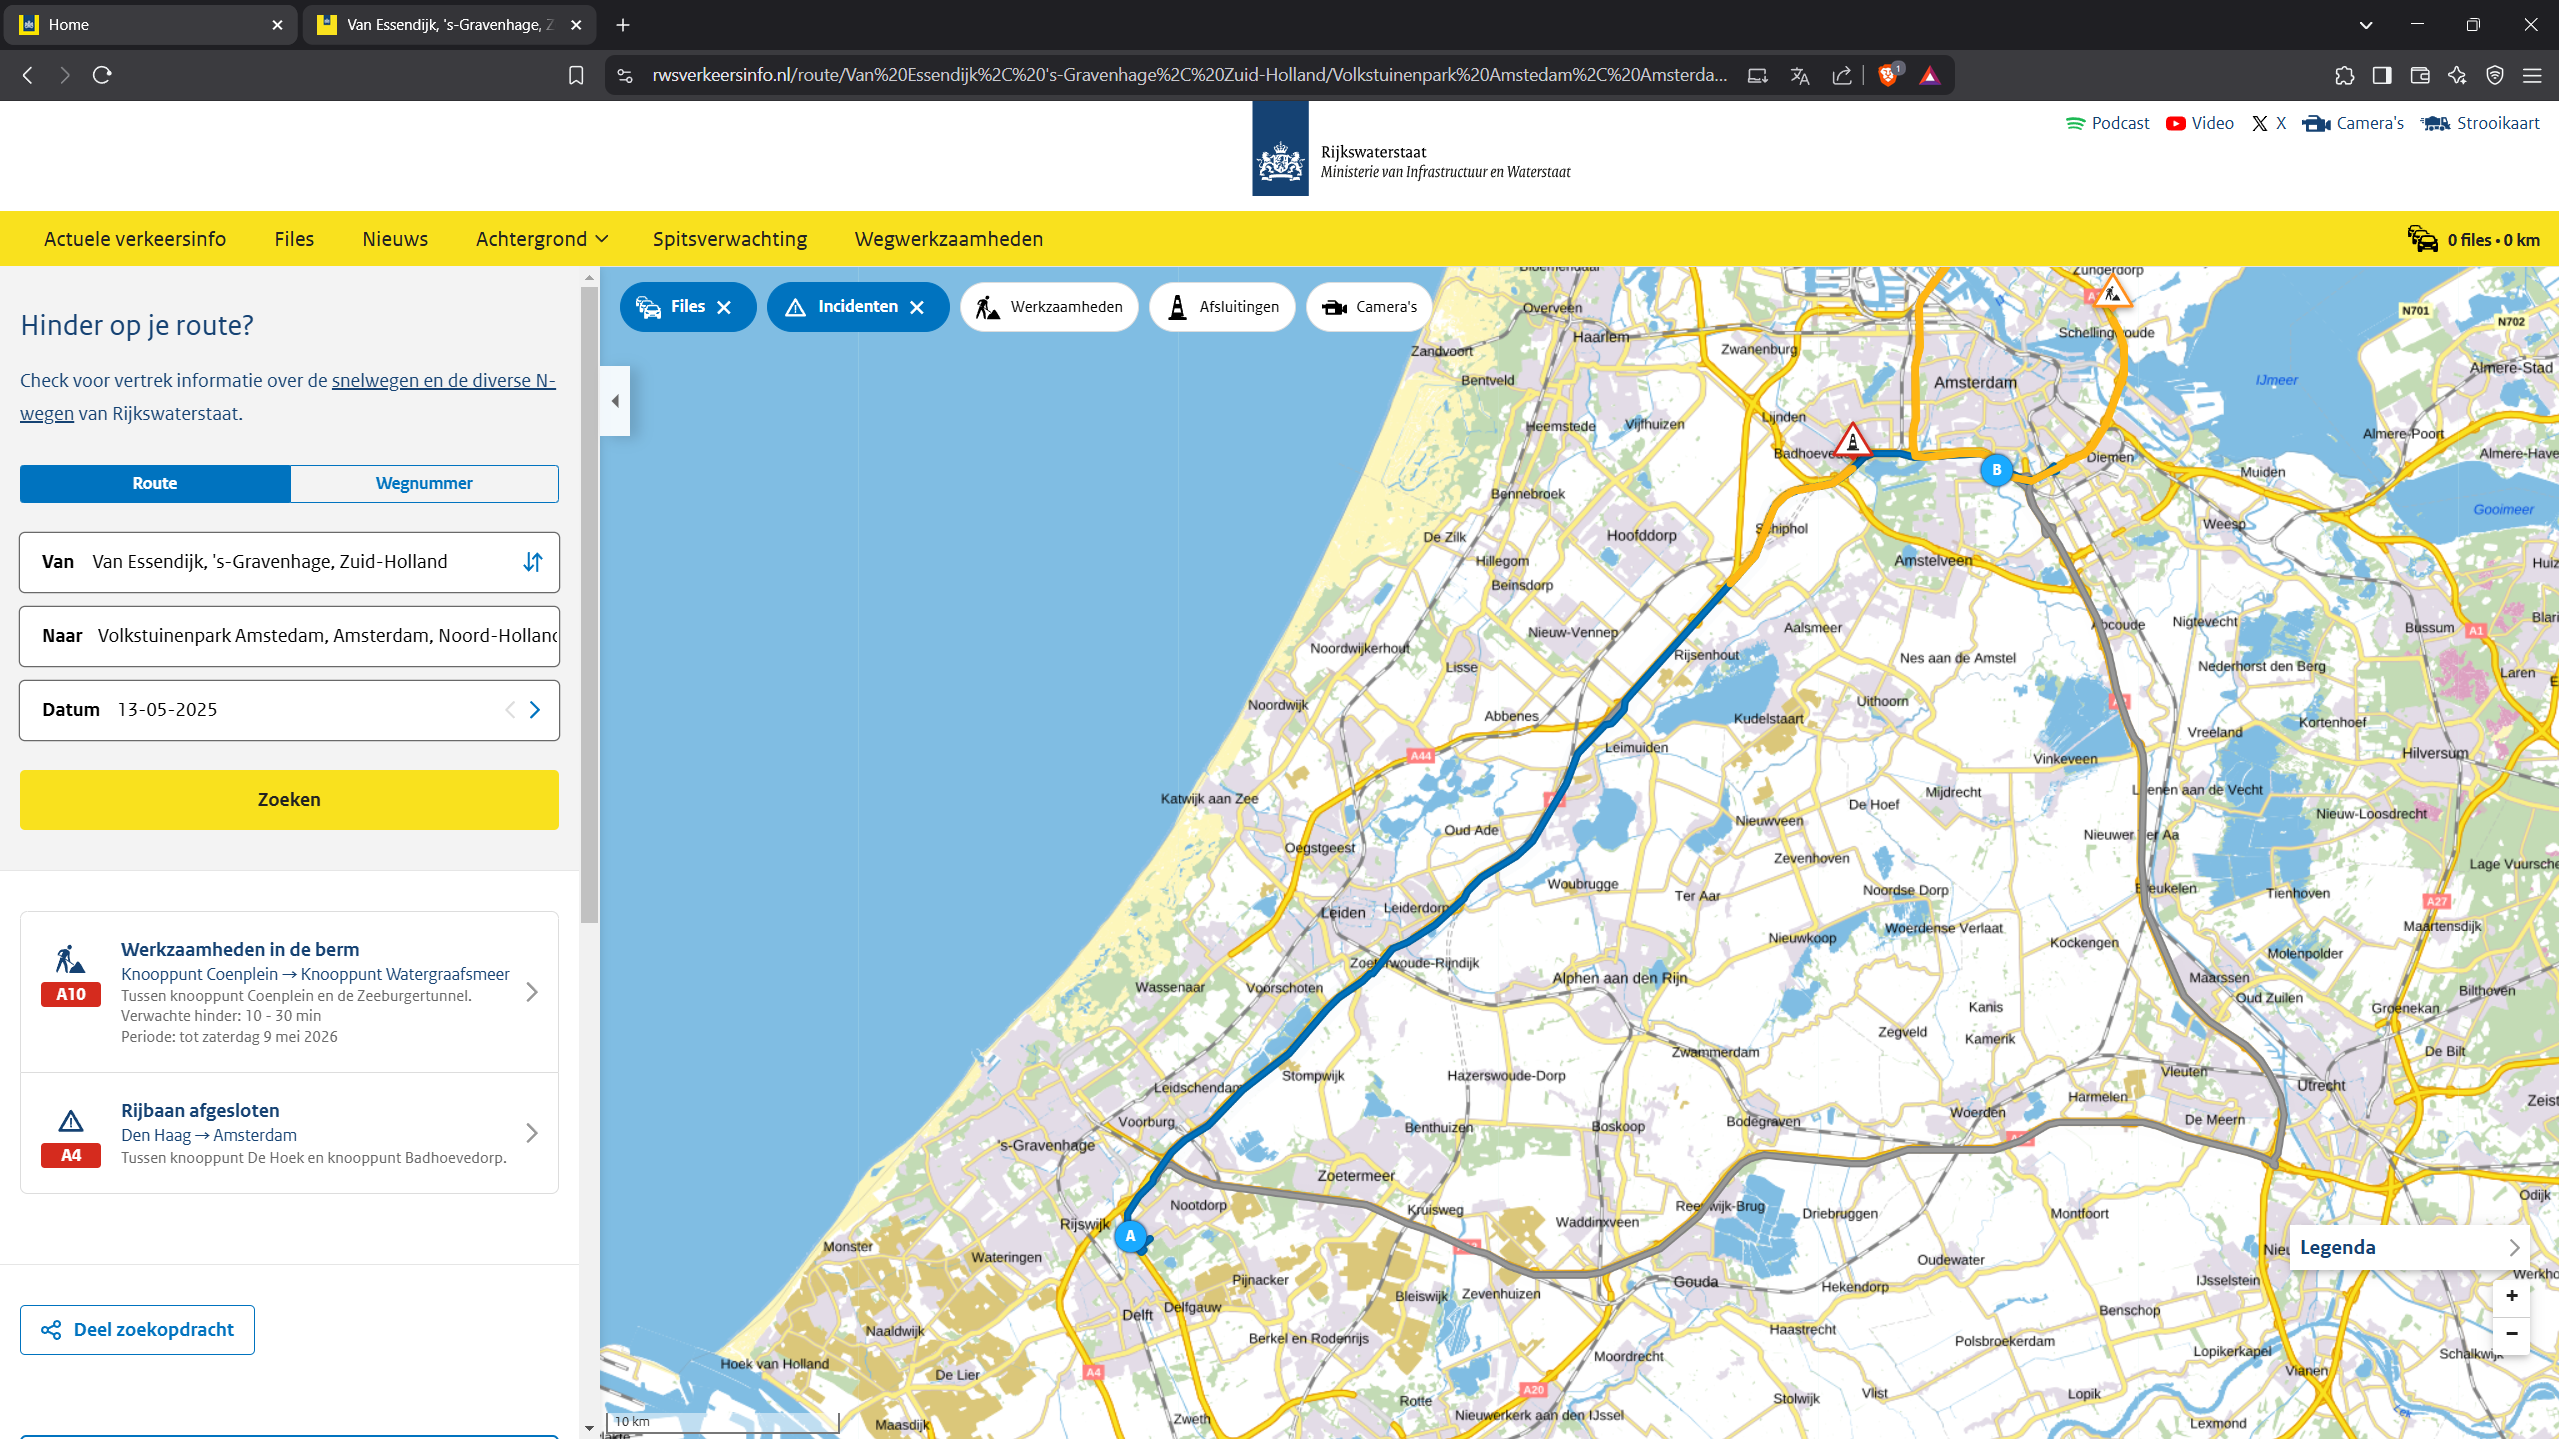 Home
Van Essendijk, 's-Gravenhage, Z
rwsverkeersinfo.nl/route/Van%20Essendijk%2C%20's-Gravenhage%2C%20Zuid-Holland/Volkstuinenpark%20Amstedam%2C%20Amsterda...
1
Podcast
Video
X
Camera's
Strooikaart
Rijkswaterstaat
Ministerie van Infrastructuur en Waterstaat
Actuele verkeersinfo
Files
Nieuws
Achtergrond
Spitsverwachting
Wegwerkzaamheden
0 files • 0 km
Hinder op je route?
Check voor vertrek informatie over de snelwegen en de diverse N-
wegen van Rijkswaterstaat.
Route
Wegnummer
Van Van Essendijk, 's-Gravenhage, Zuid-Holland
Naar Volkstuinenpark Amstedam, Amsterdam, Noord-Holland
Datum 13-05-2025
Zoeken
Werkzaamheden in de berm
Knooppunt Coenplein → Knooppunt Watergraafsmeer
A10
Tussen knooppunt Coenplein en de Zeeburgertunnel.
Verwachte hinder: 10 - 30 min
Periode: tot zaterdag 9 mei 2026
Rijbaan afgesloten
Den Haag → Amsterdam
A4
Tussen knooppunt De Hoek en knooppunt Badhoevedorp.
Deel zoekopdracht
Files
Incidenten
Werkzaamheden
Afsluitingen
Camera's
Zunderdorp
Overveen
Haarlem
Zandvoort
Zwanenburg
Schellingwoude
N701
N702
Bentveld
Amsterdam
IJmeer
Almere-Stad
Heemstede
Vijfhuizen
Lijnden
Almere-Poort
Badhoeve
B
Diemen
Muiden
Almere-Have
Bennebroek
Gooimeer
Schiphol
Weesp
De Zilk
Hoofddorp
Hillegom
Amstelveen
Huiz
Beinsdorp
Abcoude
Nigtevecht
Blari
Nieuw-Vennep
Aalsmeer
Bussum
A1
Noordwijkerhout
Rijsenhout
Nes aan de Amstel
Nederhorst den Berg
Lisse
Laren
Noordwijk
Uithoorn
Abbenes
Kudelstaart
Kortenhoef
Leimuiden
Vreeland
A44
Vinkeveen
Hilversum
Katwijk aan Zee
Mijdrecht
De Hoef
Loenen aan de Vecht
Nieuwveen
Nieuw-Loosdrecht
Oud Ade
Nieuwer Ter Aa
Oegstgeest
Zevenhoven
Lage Vuursche
Woubrugge
Ter Aar
Noordse Dorp
Breukelen
Tienhoven
A27
Leiden
Leiderdorp
Maartensdijk
Woerdense Verlaat
Nieuwkoop
Kockengen
Molenpolder
Zoeterwoude-Rijndijk
Alphen aan den Rijn
Maarssen
Wassenaar
Voorschoten
Bilthoven
Oud Zuilen
Kanis
Groenekan
Zegveld
Kamerik
Zwammerdam
De Bilt
Stompwijk
Hazerswoude-Dorp
Vleuten
Utrecht
Leidschendam
Harmelen
Zeist
Voorburg
Benthuizen
Boskoop
Bodegraven
Woerden
De Meern
's-Gravenhage
Zoetermeer
Odijk
Nootdorp
Kruisweg
Reeuwijk-Brug
Driebruggen
Montfoort
Rijswijk
Waddinxveen
A
Monster
Wateringen
Legenda
Oudewater
Pijnacker
Gouda
Hekendorp
IJsselstein
Bleiswijk
Zevenhuizen
Delfgauw
Delft
Benschop
Naaldwijk
Berkel en Rodenrijs
Haastrecht
Polsbroekerdam
Lopikerkapel
Schalkwijk
Hoek van Holland
A4
De Lier
Moordrecht
Vianen
A20
Vlist
Lopik
Stolwijk
Rotte
Lek
10 km
Maasdijk
Zweth
Nieuwerkerk aan den IJssel
Lexmond